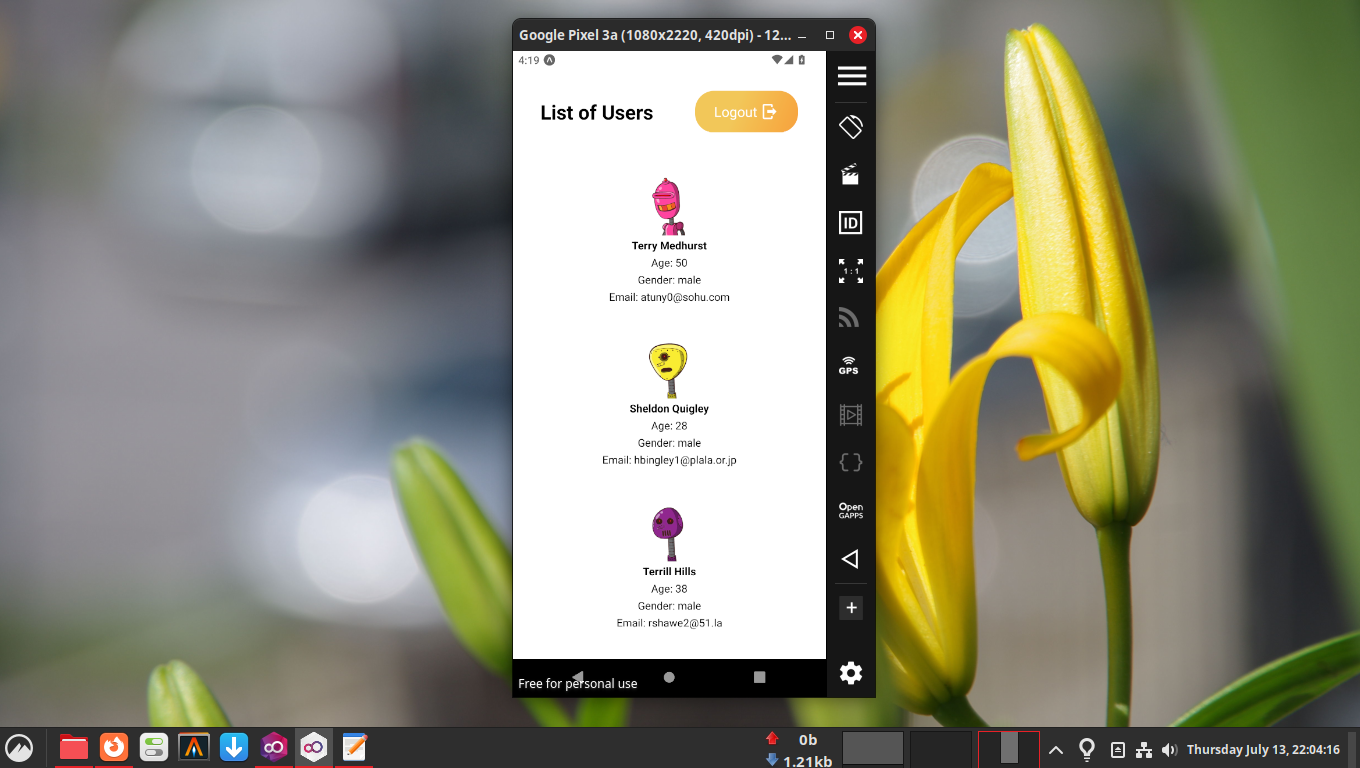 Google Pixel 3a (1080x2220, 420dpi) - 12...
4:19
List of Users
Logout
Terry Medhurst
Age: 50
Gender: male
Email: atuny0@sohu.com
Sheldon Quigley
Age: 28
Gender: male
Email: hbingley1@plala.or.jp
Terrill Hills
Age: 38
Gender: male
Email: rshawe2@51.la
Free for personal use
ID
1:1
GPS
Open
GAPPS
0b
1.21kb
Thursday July 13, 22:04:16